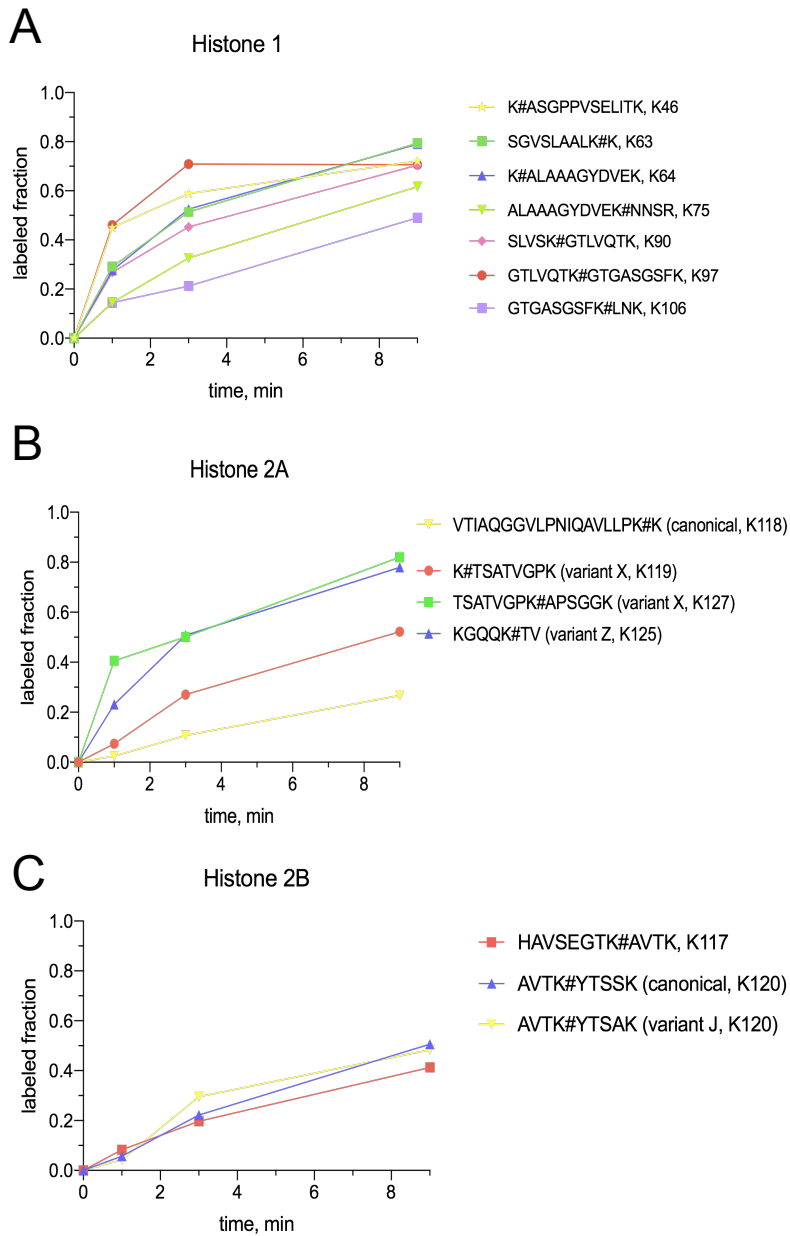 A
Histone 1
1.0
0.8
0.6
0.4
0.2
0.0
labeled fraction
0 2 4 6 8
time, min
K#ASGPPVSELITK, K46
SGVSLAALK#K, K63
K#ALAAAGYDVEK, K64
ALAAAGYDVEK#NNSR, K75
SLVSK#GTLVQTK, K90
GTLVQTK#GTGASGSFK, K97
GTGASGSFK#LNK, K106
B
Histone 2A
1.0
0.8
0.6
0.4
0.2
0.0
labeled fraction
0 2 4 6 8
time, min
VTIAQGGVLPNIQAVLLPK#K (canonical, K118)
K#TSATVGPK (variant X, K119)
TSATVGPK#APSGGK (variant X, K127)
KGQQK#TV (variant Z, K125)
C
Histone 2B
1.0
0.8
0.6
0.4
0.2
0.0
labeled fraction
0 2 4 6 8
time, min
HAVSEGTK#AVTK, K117
AVTK#YTSSK (canonical, K120)
AVTK#YTSAK (variant J, K120)